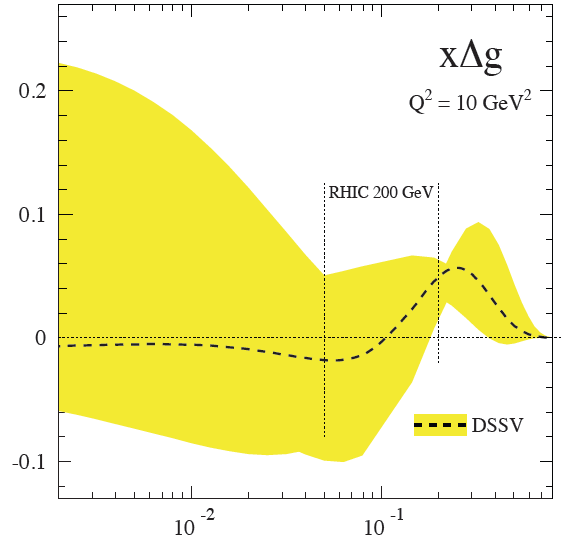 xΔg
0.2
Q² = 10 GeV²
RHIC 200 GeV
0.1
0
DSSV
-0.1
10⁻² 10⁻¹